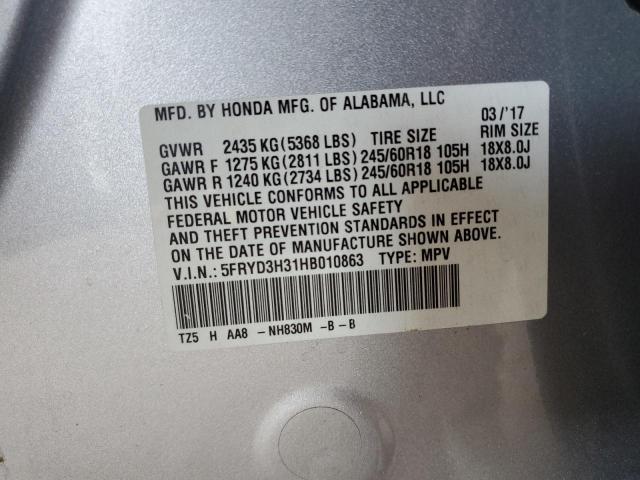 MFD. BY HONDA MFG. OF ALABAMA, LLC 03/'17
GVWR 2435 KG(5368 LBS) TIRE SIZE RIM SIZE
GAWR F 1275 KG(2811 LBS) 245/60R18 105H 18X8.0J
GAWR R 1240 KG(2734 LBS) 245/60R18 105H 18X8.0J
THIS VEHICLE CONFORMS TO ALL APPLICABLE
FEDERAL MOTOR VEHICLE SAFETY
AND THEFT PREVENTION STANDARDS IN EFFECT
ON THE DATE OF MANUFACTURE SHOWN ABOVE.
V.I.N.: 5FRYD3H31HB010863 TYPE: MPV
TZ5 H AA8 -NH830M -B-B